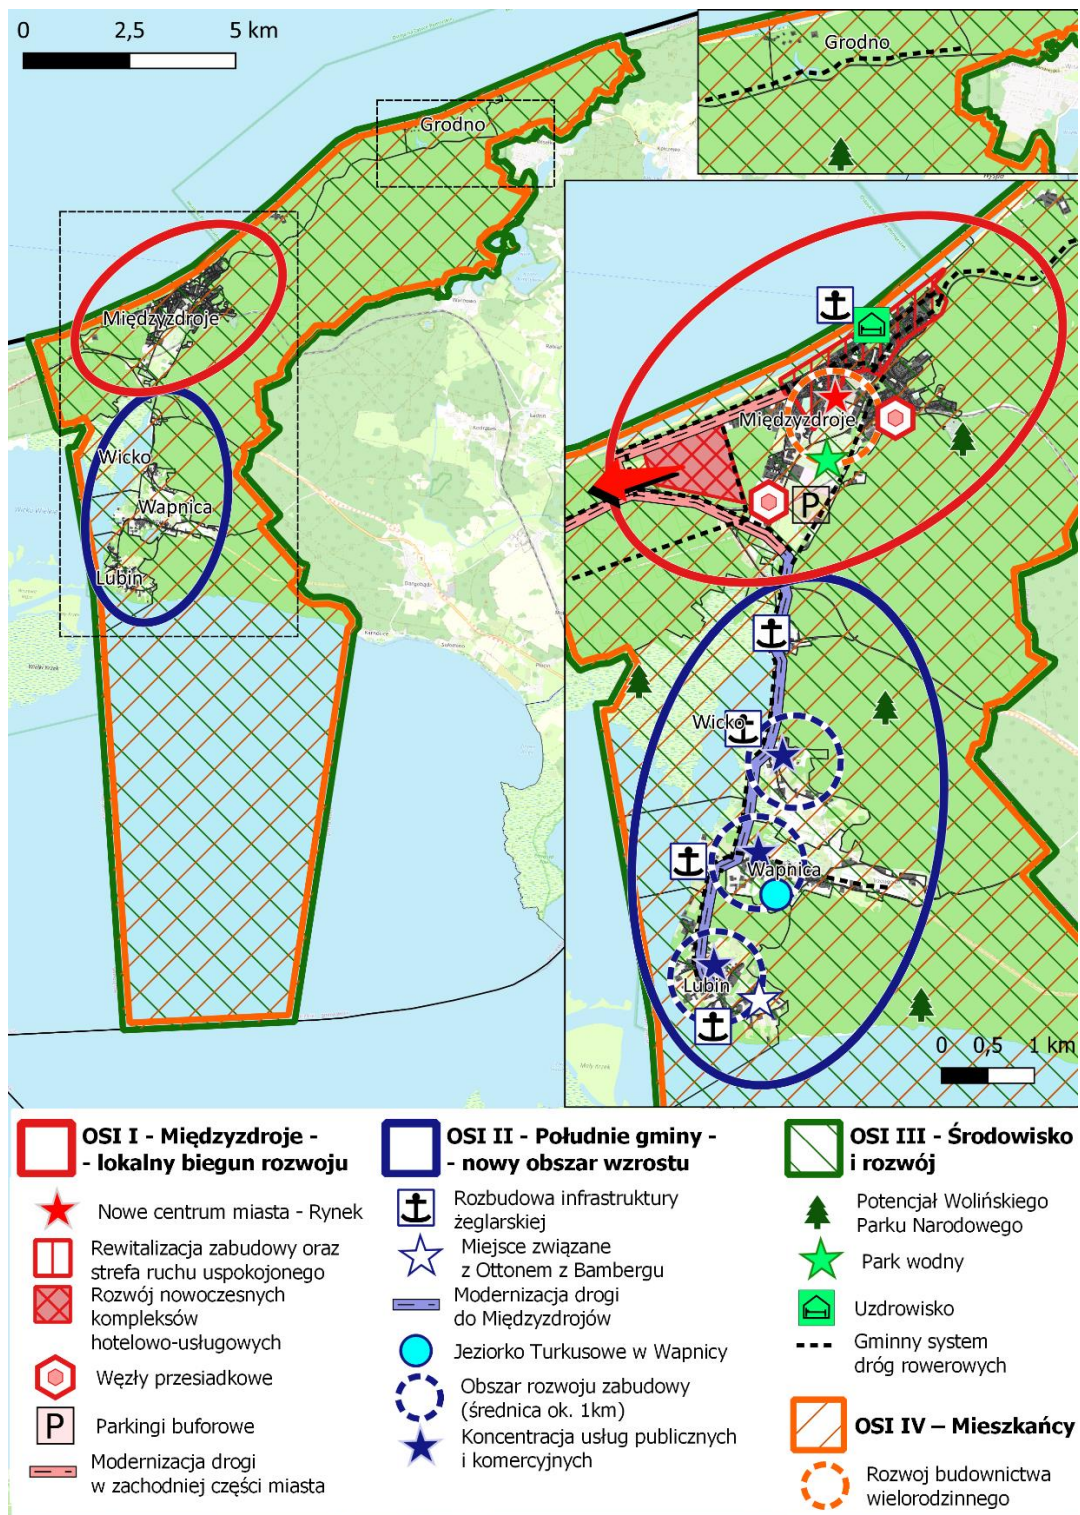 0 2,5 5 km
Grodno
Grodno
Międzyzdroje
Wicko
Wapnica
Lubin
Międzyzdroje
P
Wicko
Wapnica
Lubin
0 0,5 1 km
OSI I - Międzyzdroje -
- lokalny biegun rozwoju
Nowe centrum miasta - Rynek
Rewitalizacja zabudowy oraz
strefa ruchu uspokojonego
Rozwój nowoczesnych
kompleksów
hotelowo-usługowych
Węzły przesiadkowe
P Parkingi buforowe
Modernizacja drogi
w zachodniej części miasta
OSI II - Południe gminy -
- nowy obszar wzrostu
Rozbudowa infrastruktury
żeglarskiej
Miejsce związane
z Ottonem z Bambergu
Modernizacja drogi
do Międzyzdrojów
Jeziorko Turkusowe w Wapnicy
Obszar rozwoju zabudowy
(średnica ok. 1km)
Koncentracja usług publicznych
i komercyjnych
OSI III - Środowisko
i rozwój
Potencjał Wolińskiego
Parku Narodowego
Park wodny
Uzdrowisko
Gminny system
dróg rowerowych
OSI IV – Mieszkańcy
Rozwoj budownictwa
wielorodzinnego